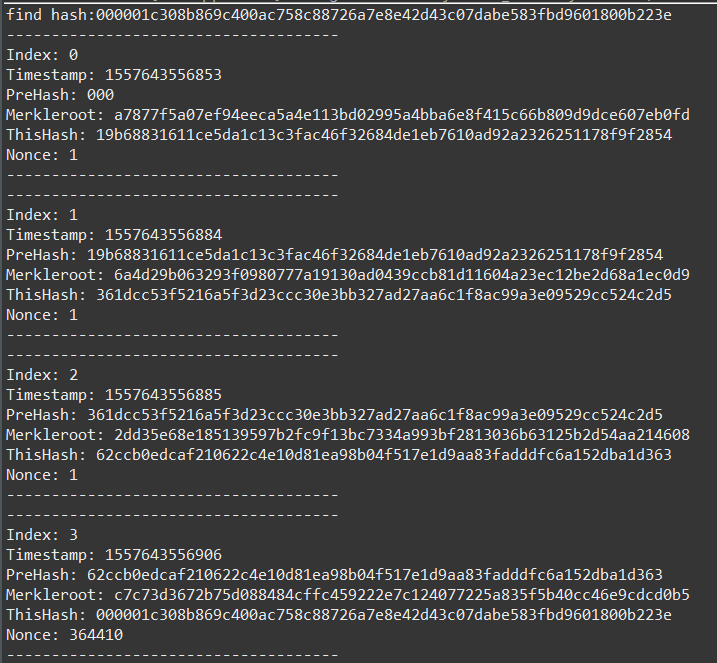 find hash:000001c308b869c400ac758c88726a7e8e42d43c07dabe583fbd9601800b223e
-------------------------------------
Index: 0
Timestamp: 1557643556853
PreHash: 000
Merkleroot: a7877f5a07ef94eeca5a4e113bd02995a4bba6e8f415c66b809d9dce607eb0fd
ThisHash: 19b68831611ce5da1c13c3fac46f32684de1eb7610ad92a2326251178f9f2854
Nonce: 1
-------------------------------------
-------------------------------------
Index: 1
Timestamp: 1557643556884
PreHash: 19b68831611ce5da1c13c3fac46f32684de1eb7610ad92a2326251178f9f2854
Merkleroot: 6a4d29b063293f0980777a19130ad0439ccb81d11604a23ec12be2d68a1ec0d9
ThisHash: 361dcc53f5216a5f3d23ccc30e3bb327ad27aa6c1f8ac99a3e09529cc524c2d5
Nonce: 1
-------------------------------------
-------------------------------------
Index: 2
Timestamp: 1557643556885
PreHash: 361dcc53f5216a5f3d23ccc30e3bb327ad27aa6c1f8ac99a3e09529cc524c2d5
Merkleroot: 2dd35e68e185139597b2fc9f13bc7334a993bf2813036b63125b2d54aa214608
ThisHash: 62ccb0edcaf210622c4e10d81ea98b04f517e1d9aa83fadddfc6a152dba1d363
Nonce: 1
-------------------------------------
-------------------------------------
Index: 3
Timestamp: 1557643556906
PreHash: 62ccb0edcaf210622c4e10d81ea98b04f517e1d9aa83fadddfc6a152dba1d363
Merkleroot: c7c73d3672b75d088484cffc459222e7c124077225a835f5b40cc46e9cdcd0b5
ThisHash: 000001c308b869c400ac758c88726a7e8e42d43c07dabe583fbd9601800b223e
Nonce: 364410
-------------------------------------